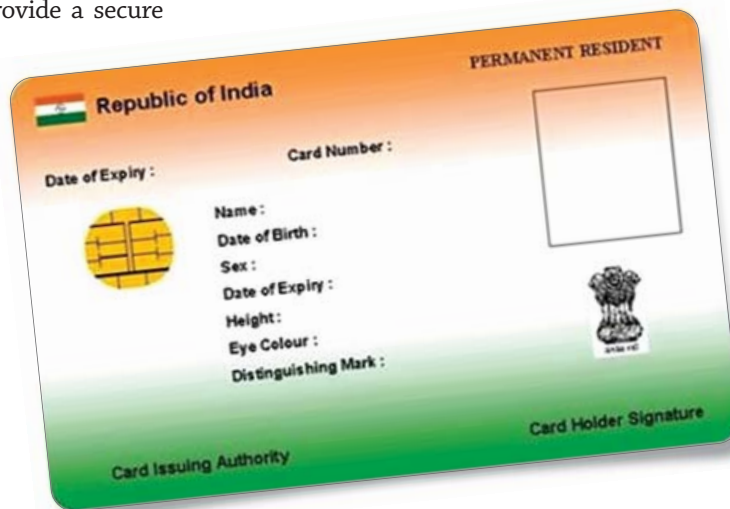 rovide a secure
PERMANENT RESIDENT
Republic of India
Card Number :
Date of Expiry :
Name :
Date of Birth :
Sex :
Date of Expiry :
Height :
Eye Colour :
Distinguishing Mark :
Card Issuing Authority
Card Holder Signature